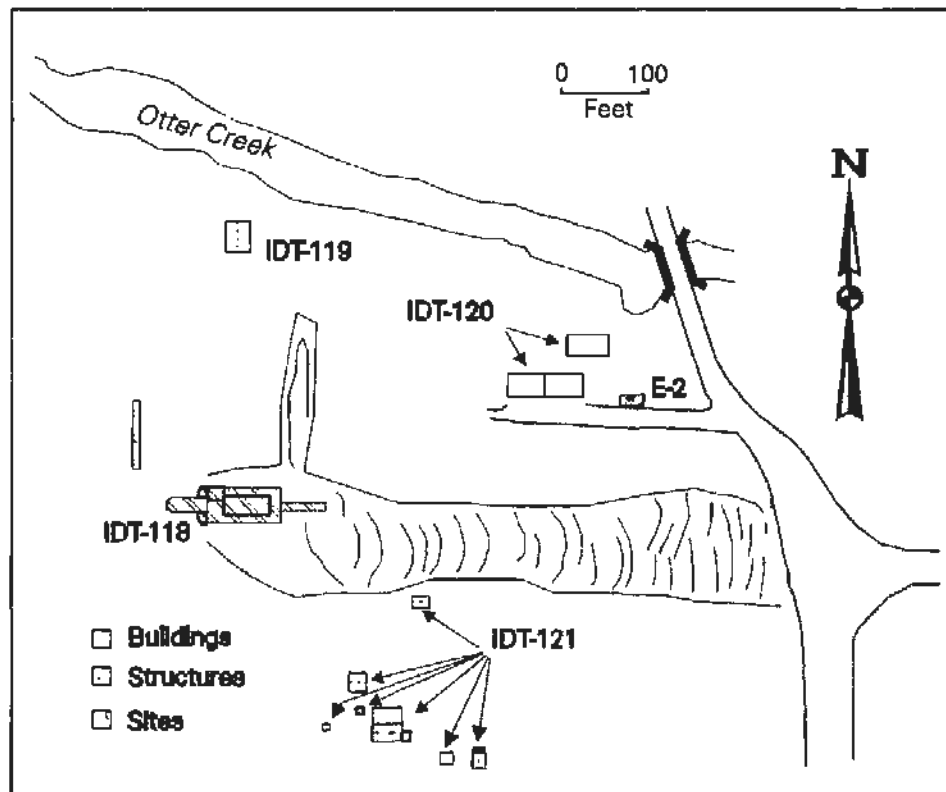 0 100
Feet
Otter Creek
N
IDT-119
IDT-120
E-2
IDT-118
IDT-121
Buildings
Structures
Sites